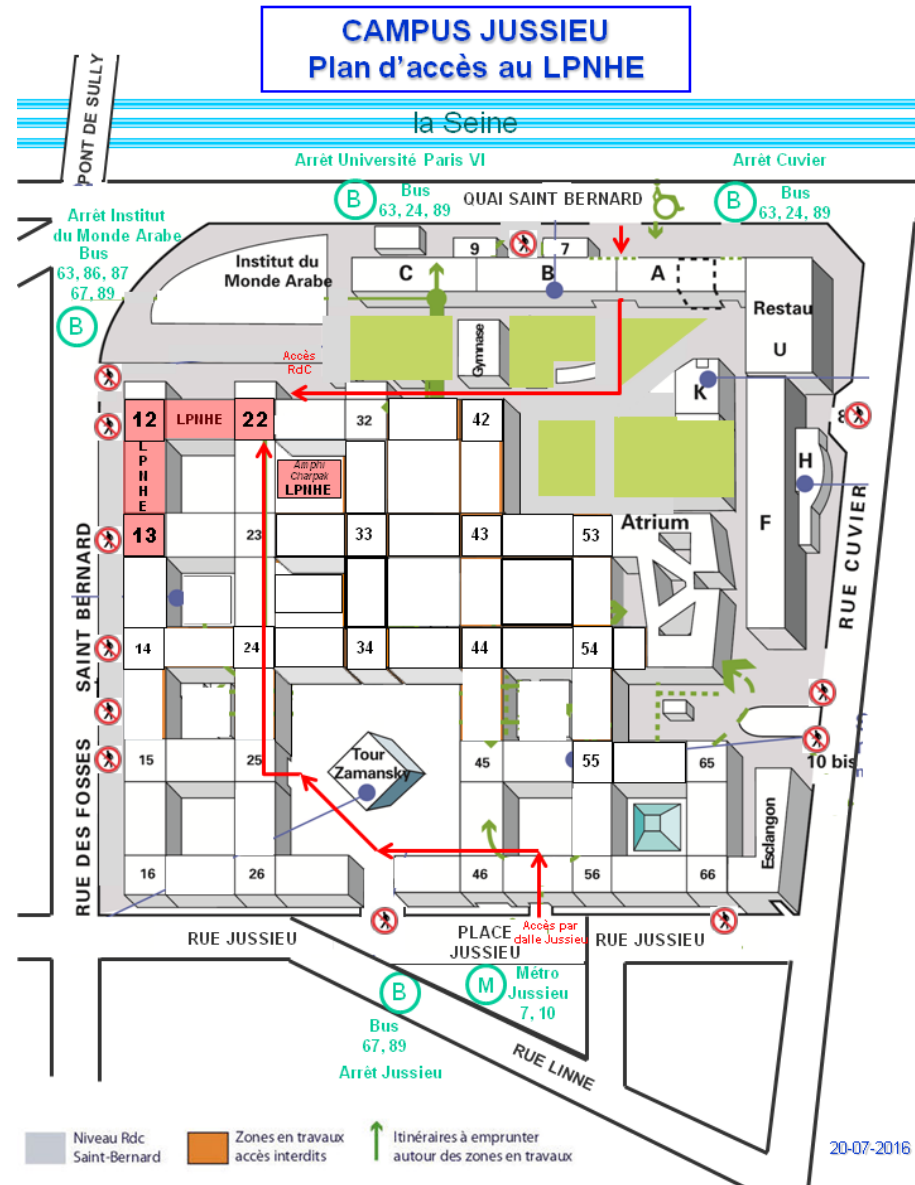 CAMPUS JUSSIEU
Plan d'accès au LPNHE
PONT DE SULLY
la Seine
Arrêt Université Paris VI
Arrêt Cuvier
B
Bus
63, 24, 89
QUAI SAINT BERNARD
B
Bus
63, 24, 89
Arrêt Institut
du Monde Arabe
Bus
63, 86, 87
67, 89
B
Institut du
Monde Arabe
9
7
C
B
A
Restau
U
Gymnase
K
Accès
RdC
12
LPNHE
22
32
42
8
LPNHE
Amphi
Charpak
LPNHE
H
13
23
33
43
53
Atrium
F
RUE CUVIER
14
24
34
44
54
RUE DES FOSSES SAINT BERNARD
15
25
Tour
Zamansky
45
55
65
10 bis
Esclangon
16
26
46
56
66
RUE JUSSIEU
PLACE
JUSSIEU
Accès par
dalle Jussieu
RUE JUSSIEU
B
Bus
67, 89
Arrêt Jussieu
M
Métro
Jussieu
7, 10
RUE LINNE
Niveau Rdc
Saint-Bernard
Zones en travaux
accès interdits
Itinéraires à emprunter
autour des zones en travaux
20-07-2016